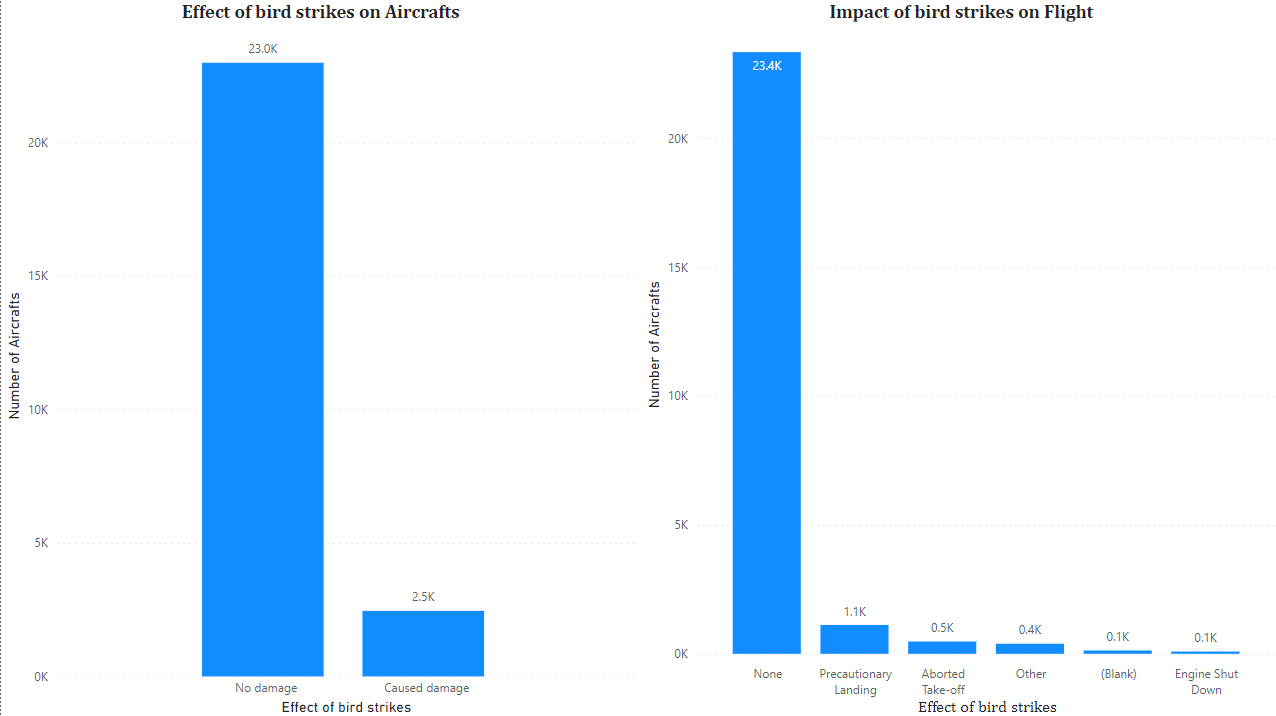 Effect of bird strikes on Aircrafts
23.0K
20K
15K
10K
5K
0K
2.5K
No damage
Caused damage
Number of Aircrafts
Effect of bird strikes
Impact of bird strikes on Flight
23.4K
20K
15K
10K
5K
0K
1.1K
0.5K
0.4K
0.1K
0.1K
None
Precautionary
Landing
Aborted
Take-off
Other
(Blank)
Engine Shut
Down
Number of Aircrafts
Effect of bird strikes